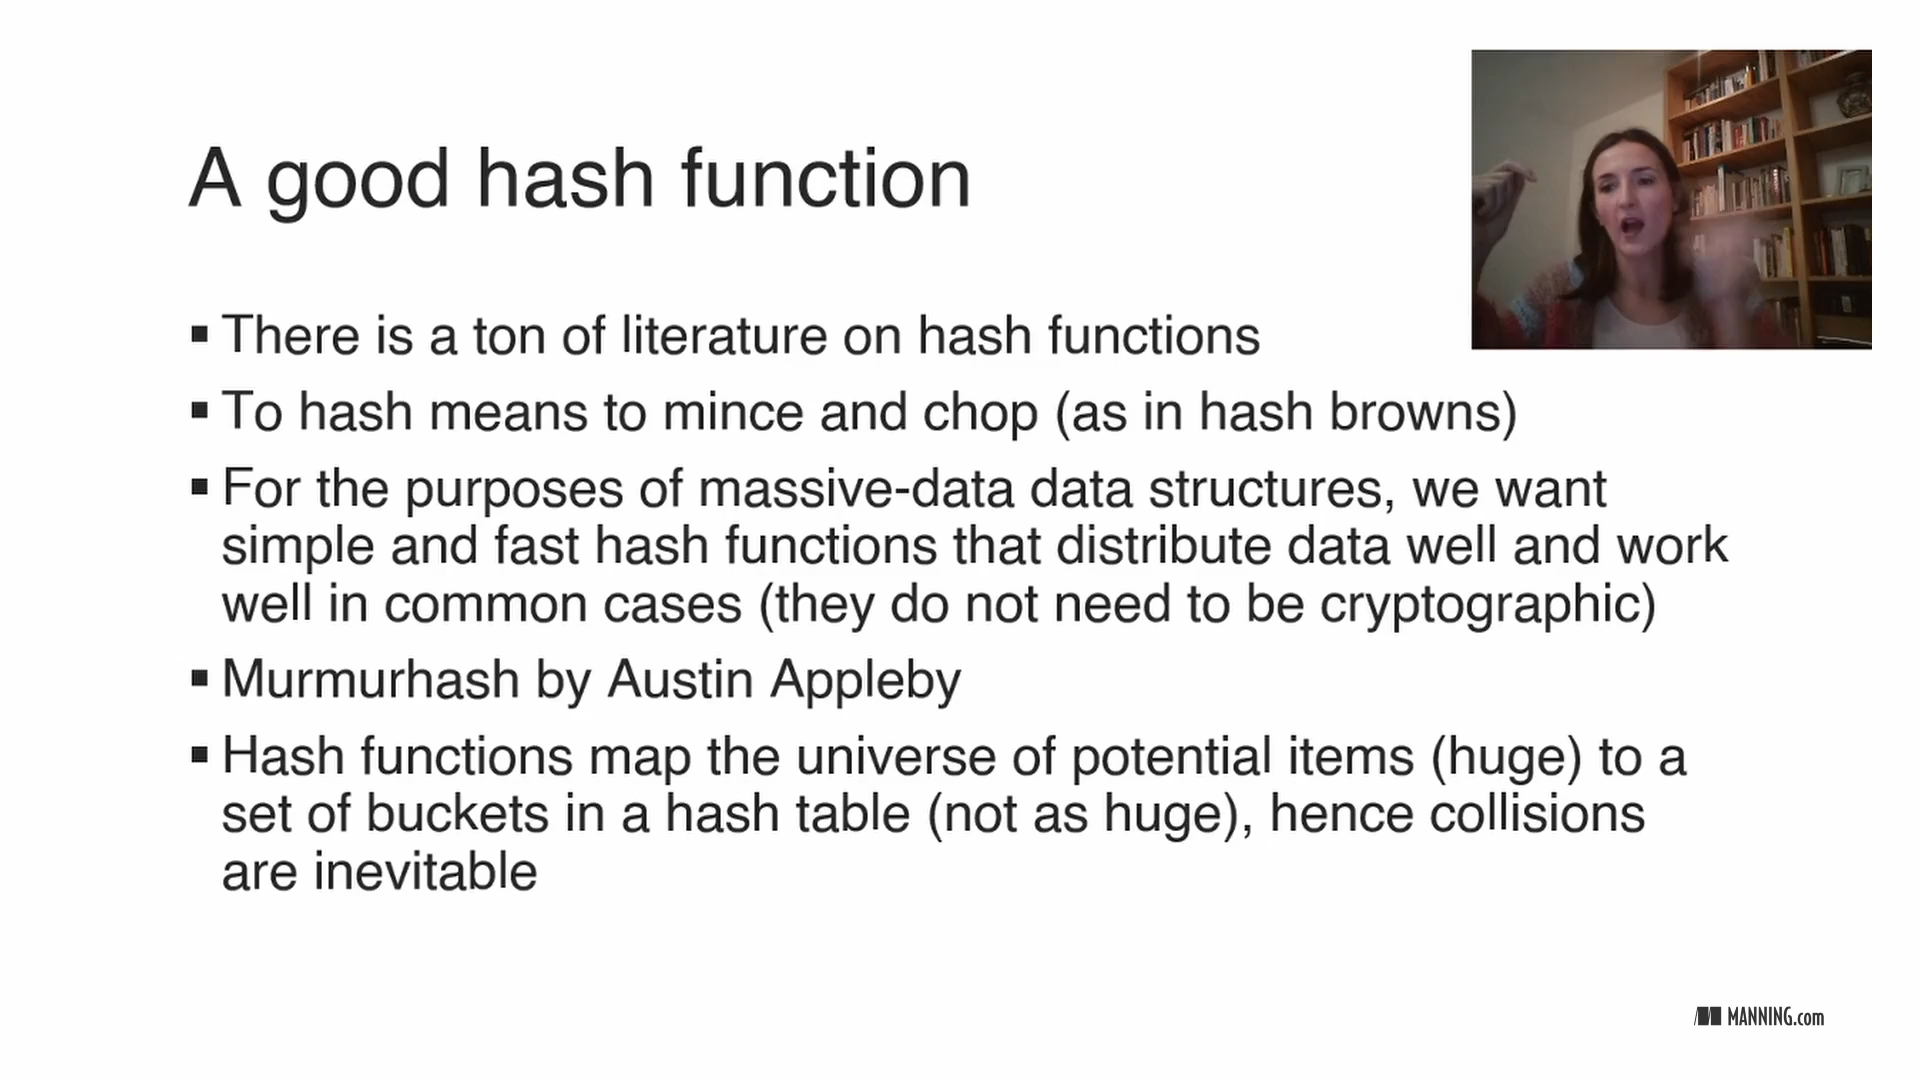 A good hash function
▪ There is a ton of literature on hash functions
▪ To hash means to mince and chop (as in hash browns)
▪ For the purposes of massive-data data structures, we want
simple and fast hash functions that distribute data well and work
well in common cases (they do not need to be cryptographic)
▪ Murmurhash by Austin Appleby
▪ Hash functions map the universe of potential items (huge) to a
set of buckets in a hash table (not as huge), hence collisions
are inevitable
MANNING.com